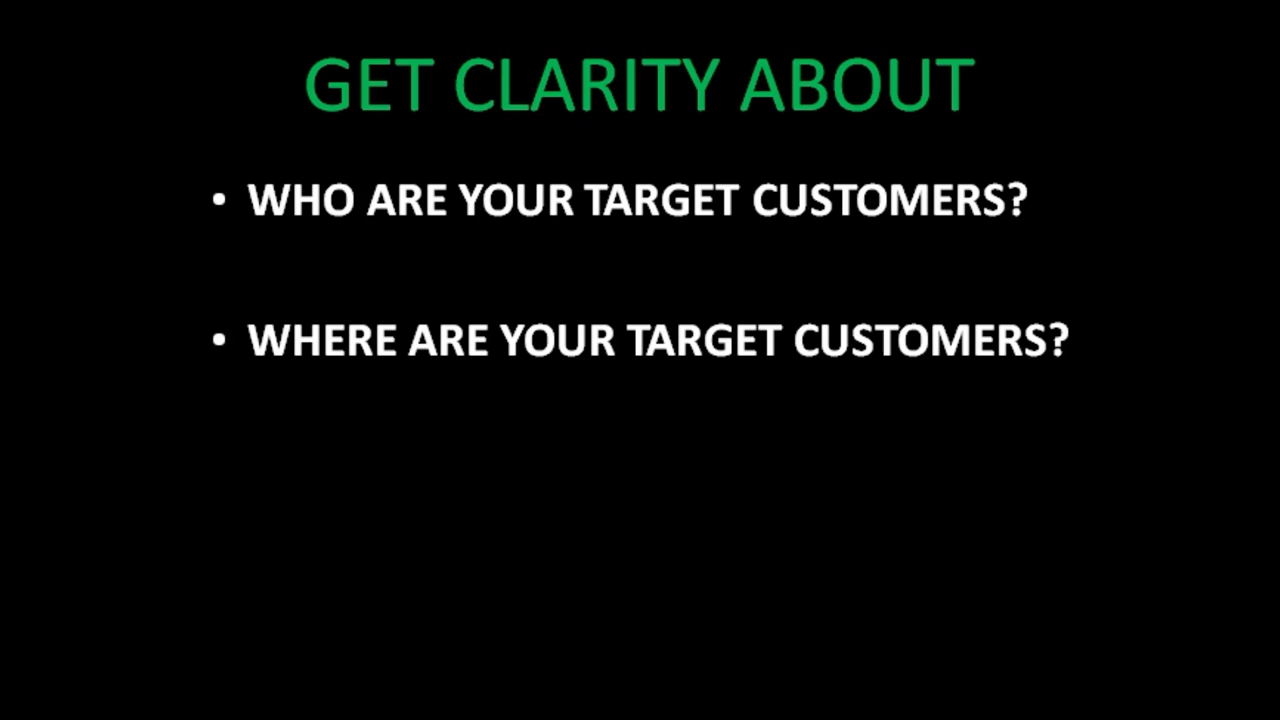 GET CLARITY ABOUT
• WHO ARE YOUR TARGET CUSTOMERS?
• WHERE ARE YOUR TARGET CUSTOMERS?